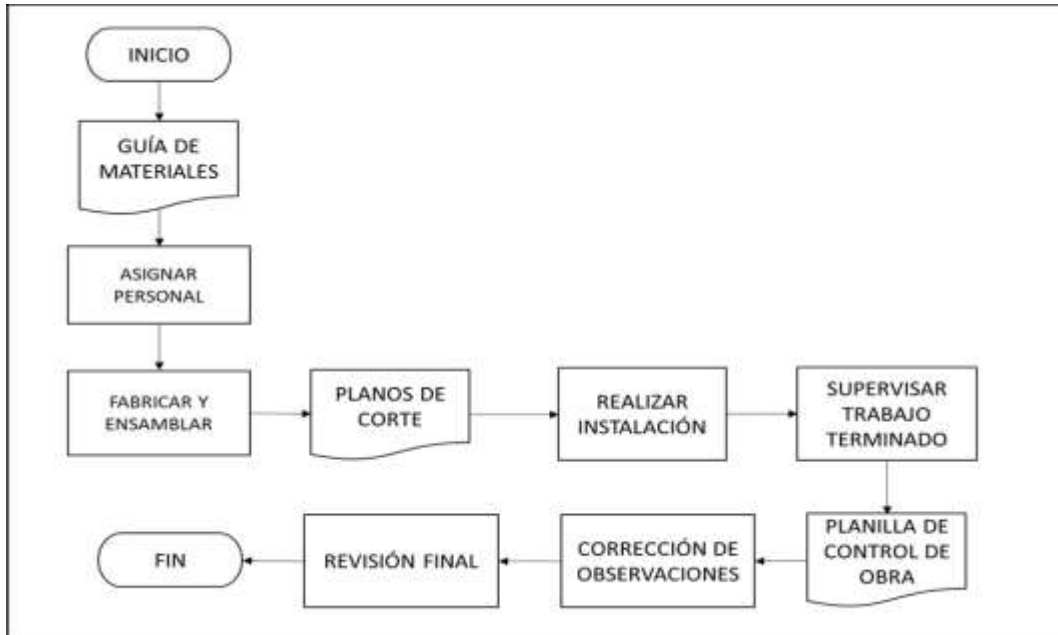 INICIO
GUÍA DE
MATERIALES
ASIGNAR
PERSONAL
FABRICAR Y
ENSAMBLAR
PLANOS DE
CORTE
REALIZAR
INSTALACIÓN
SUPERVISAR
TRABAJO
TERMINADO
PLANILLA DE
CONTROL DE
OBRA
CORRECCIÓN DE
OBSERVACIONES
REVISIÓN FINAL
FIN